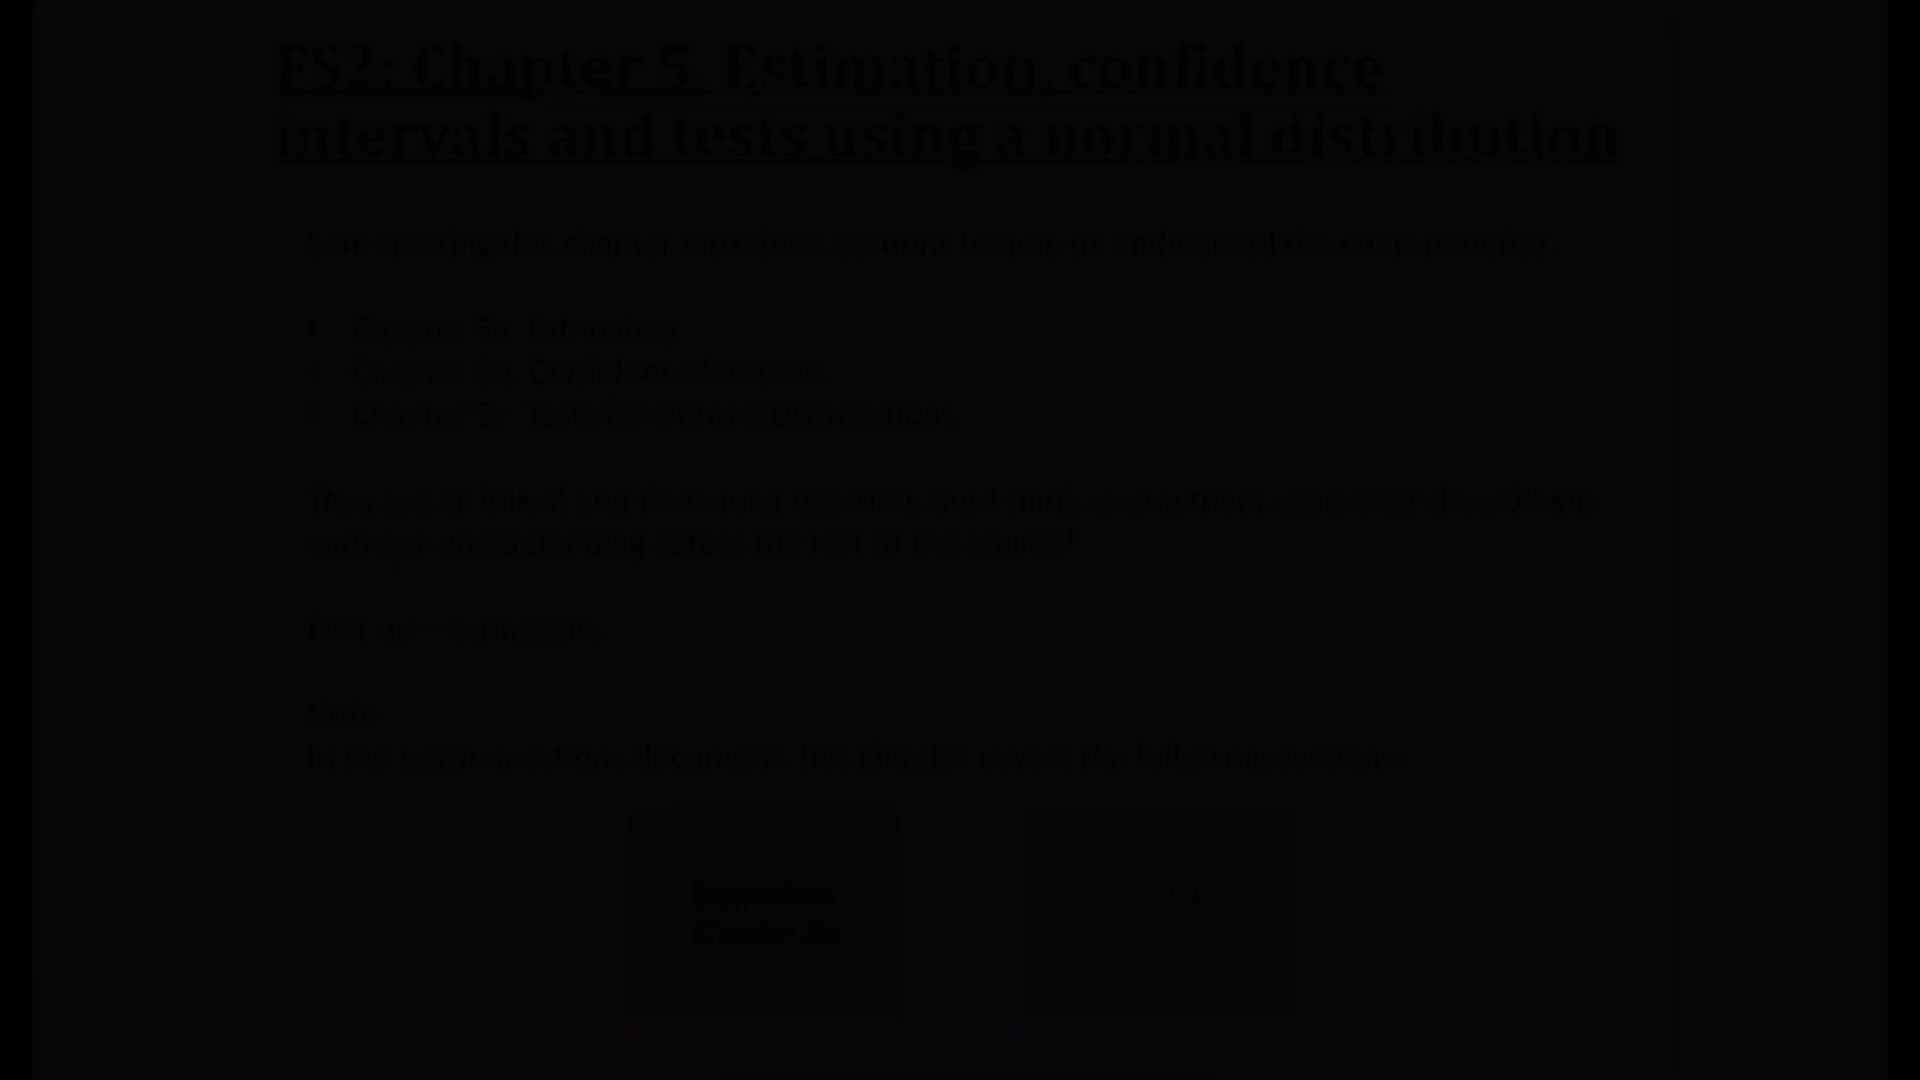 FS2: Chapter 5, Estimation, confidence
intervals and tests using a normal distribution
I am splitting this chapter into three sections to help us understand the content better.
• Chapter 5a: Estimators
• Chapter 5b: Confidence Intervals
• Chapter 5c: Tests for Normal Distributions
They are all linked and do belong together, but I think seeing them separated should help
with our understanding across the rest of the course!
First up – estimators
Note
In the exam questions document, this chapter covers the following sections: